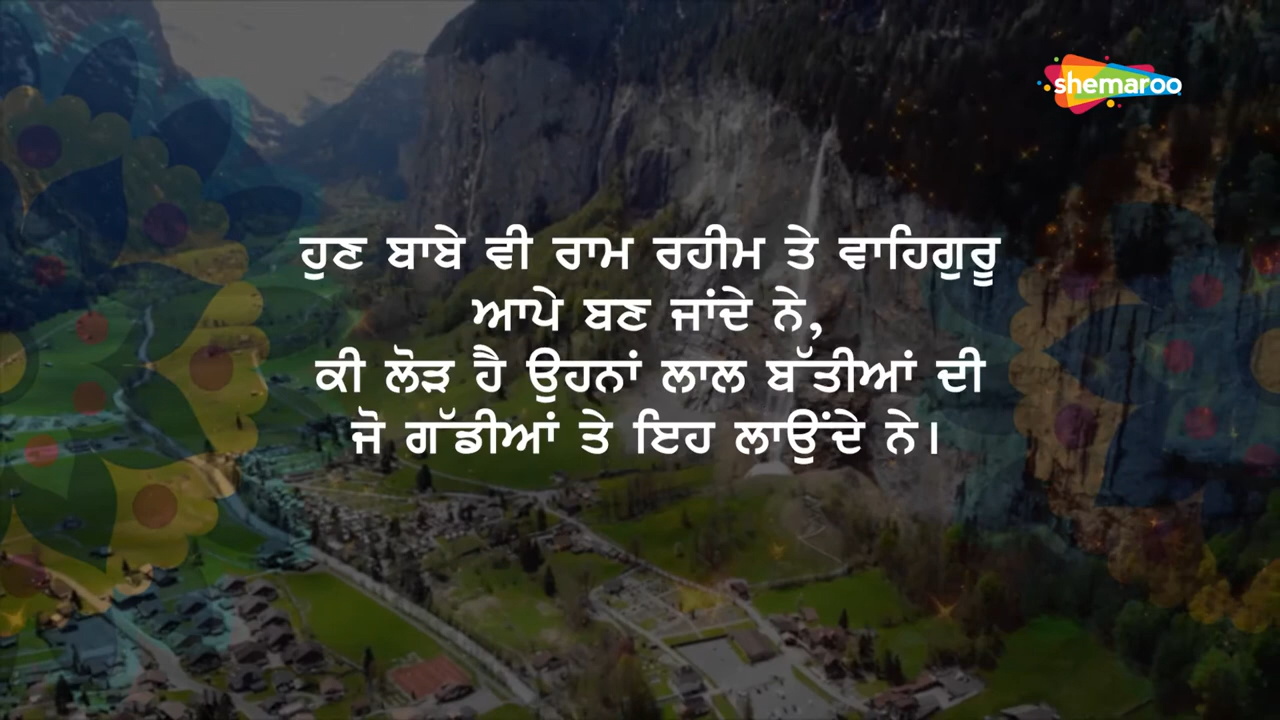 shemaroo
ਹੁਣ ਬਾਬੇ ਵੀ ਰਾਮ ਰਹੀਮ ਤੇ ਵਾਹਿਗੁਰੂ
ਆਪੇ ਬਣ ਜਾਂਦੇ ਨੇ,
ਕੀ ਲੋੜ ਹੈ ਉਹਨਾਂ ਲਾਲ ਬੱਤੀਆਂ ਦੀ
ਜੋ ਗੱਡੀਆਂ ਤੇ ਇਹ ਲਾਉਂਦੇ ਨੇ।